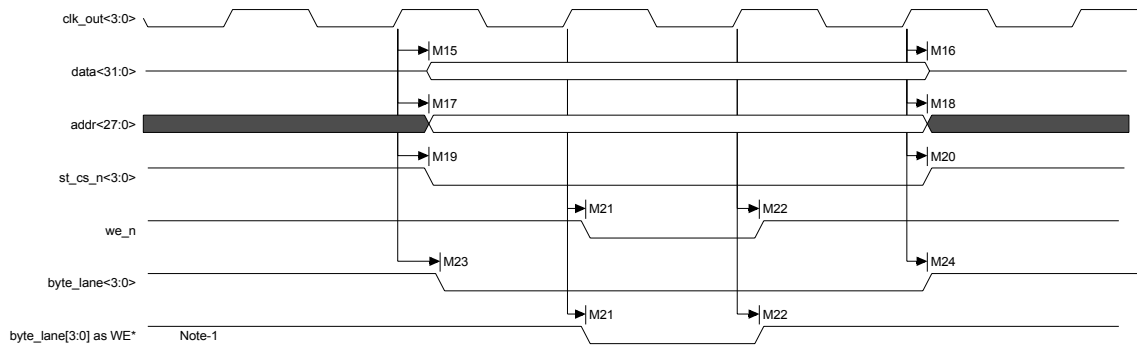 clk_out<3:0>
M15 M16
data<31:0>
M17 M18
addr<27:0>
M19 M20
st_cs_n<3:0>
M21 M22
we_n
M23 M24
byte_lane<3:0>
M21 M22
byte_lane[3:0] as WE* Note-1